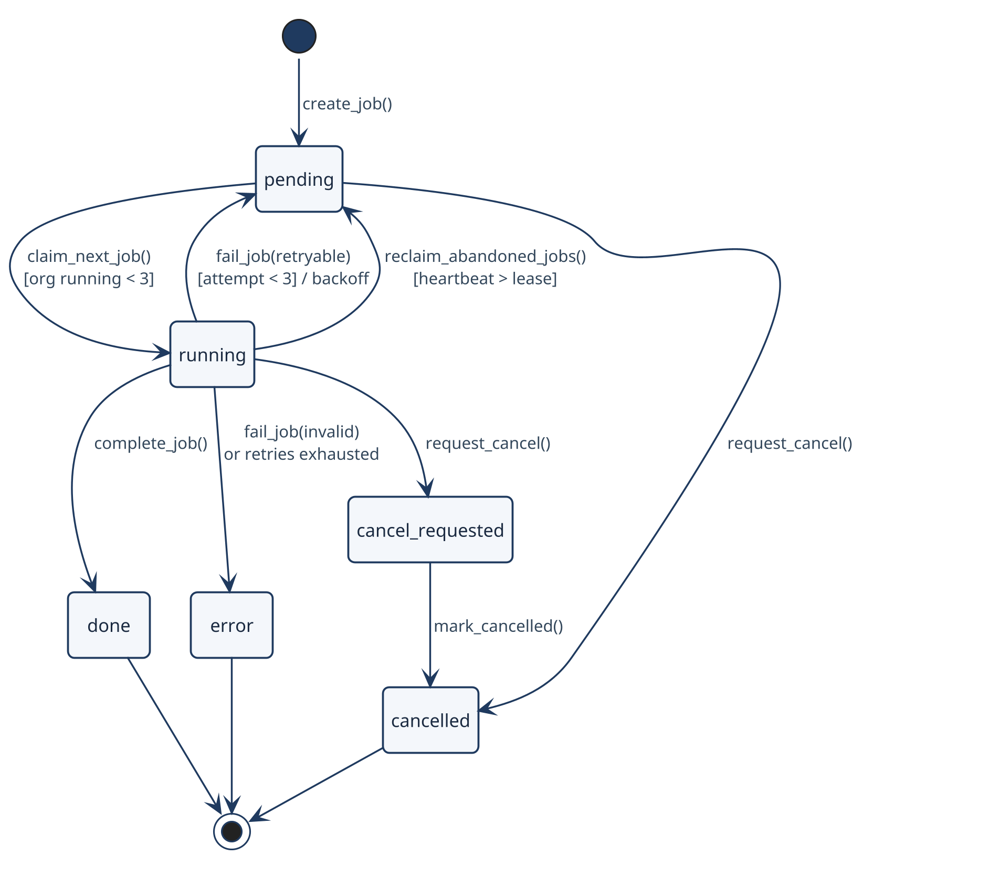 create_job()
pending
claim_next_job()
[org running < 3]
fail_job(retryable)
[attempt < 3] / backoff
reclaim_abandoned_jobs()
[heartbeat > lease]
running
complete_job()
fail_job(invalid)
or retries exhausted
request_cancel()
request_cancel()
cancel_requested
done
error
mark_cancelled()
cancelled